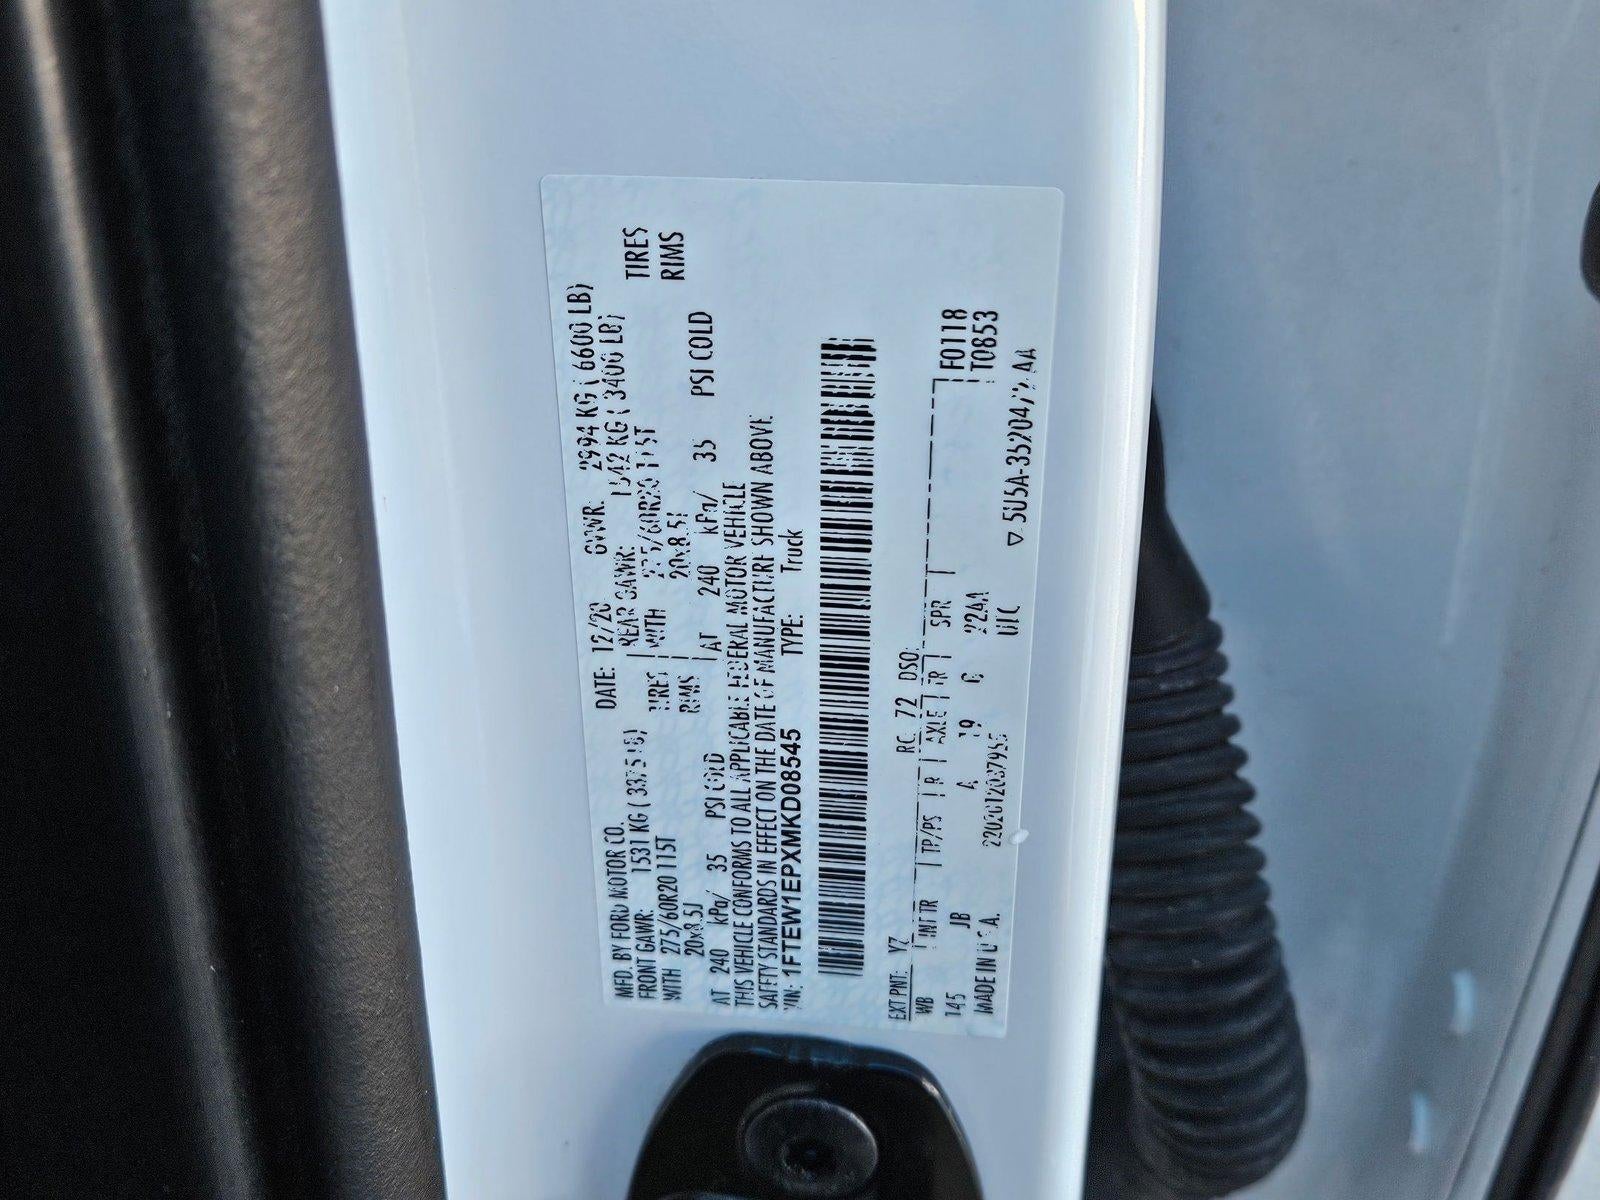 MFD. BY FORD MOTOR CO. DATE: 12/20 GVWR: 2994 KG ( 6600 LB)
FRONT GAWR: 1531 KG ( 3375 LB) REAR GAWR: 1542 KG ( 3400 LB)
WITH 275/60R20 115T TIRES WITH 275/60R20 115T TIRES
20x8.5J RIMS 20x8.5J RIMS
AT 240 kPa/ 35 PSI COLD AT 240 kPa/ 35 PSI COLD
THIS VEHICLE CONFORMS TO ALL APPLICABLE FEDERAL MOTOR VEHICLE
SAFETY STANDARDS IN EFFECT ON THE DATE OF MANUFACTURE SHOWN ABOVE.
VIN: 1FTEW1EPXMKD08545 TYPE: Truck
EXT PNT: YZ RC: 72 DSO: F0118
WB INT TR TP/PS R AXLE TR SPR T0853
145 JB A 19 G
MADE IN U.S.A.
▽ 5U5A-3520472-AA